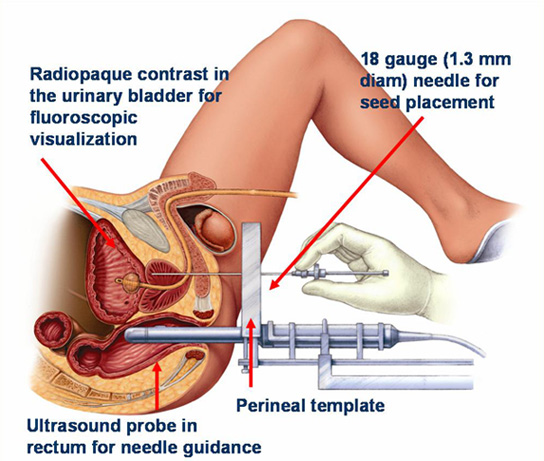 Radiopaque contrast in
the urinary bladder for
fluoroscopic
visualization
18 gauge (1.3 mm
diam) needle for
seed placement
Perineal template
Ultrasound probe in
rectum for needle guidance